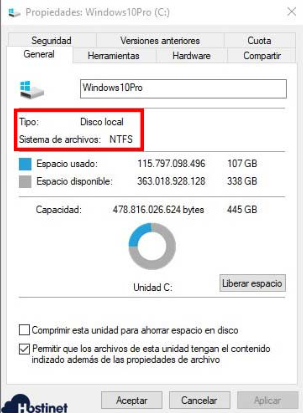 Propiedades: Windows10Pro (C:)
Seguridad Versiones anteriores Cuota
General Herramientas Hardware Compartir
Windows10Pro
Tipo: Disco local
Sistema de archivos: NTFS
Espacio usado: 115.797.098.496 107 GB
Espacio disponible: 363.018.928.128 338 GB
Capacidad: 478.816.026.624 bytes 445 GB
Unidad C: Liberar espacio
Comprimir esta unidad para ahorrar espacio en disco
Permitir que los archivos de esta unidad tengan el contenido
indizado además de las propiedades de archivo
Hostinet Aceptar Cancelar Aplicar